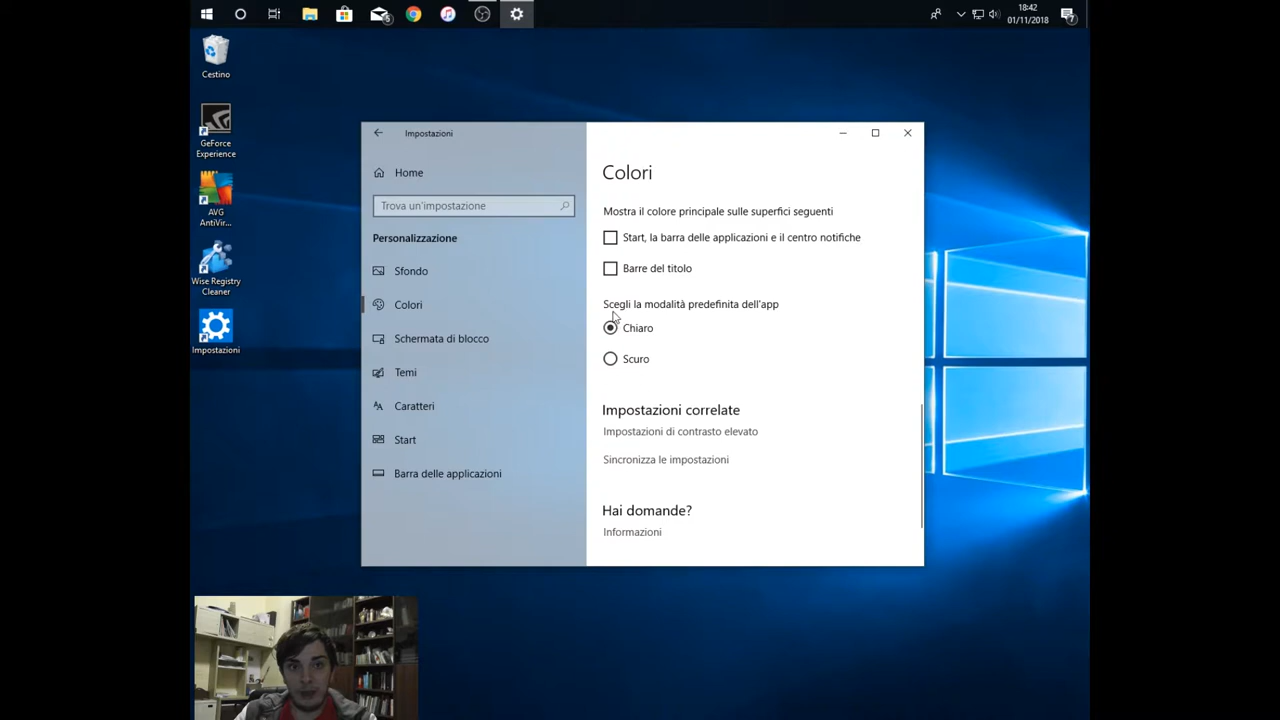 5
18:42
01/11/2018
7
Cestino
GeForce
Experience
AVG
AntiVir...
Wise Registry
Cleaner
Impostazioni
Impostazioni
Home
Trova un'impostazione
Personalizzazione
Sfondo
Colori
Schermata di blocco
Temi
Caratteri
Start
Barra delle applicazioni
Colori
Mostra il colore principale sulle superfici seguenti
Start, la barra delle applicazioni e il centro notifiche
Barre del titolo
Scegli la modalità predefinita dell'app
Chiaro
Scuro
Impostazioni correlate
Impostazioni di contrasto elevato
Sincronizza le impostazioni
Hai domande?
Informazioni